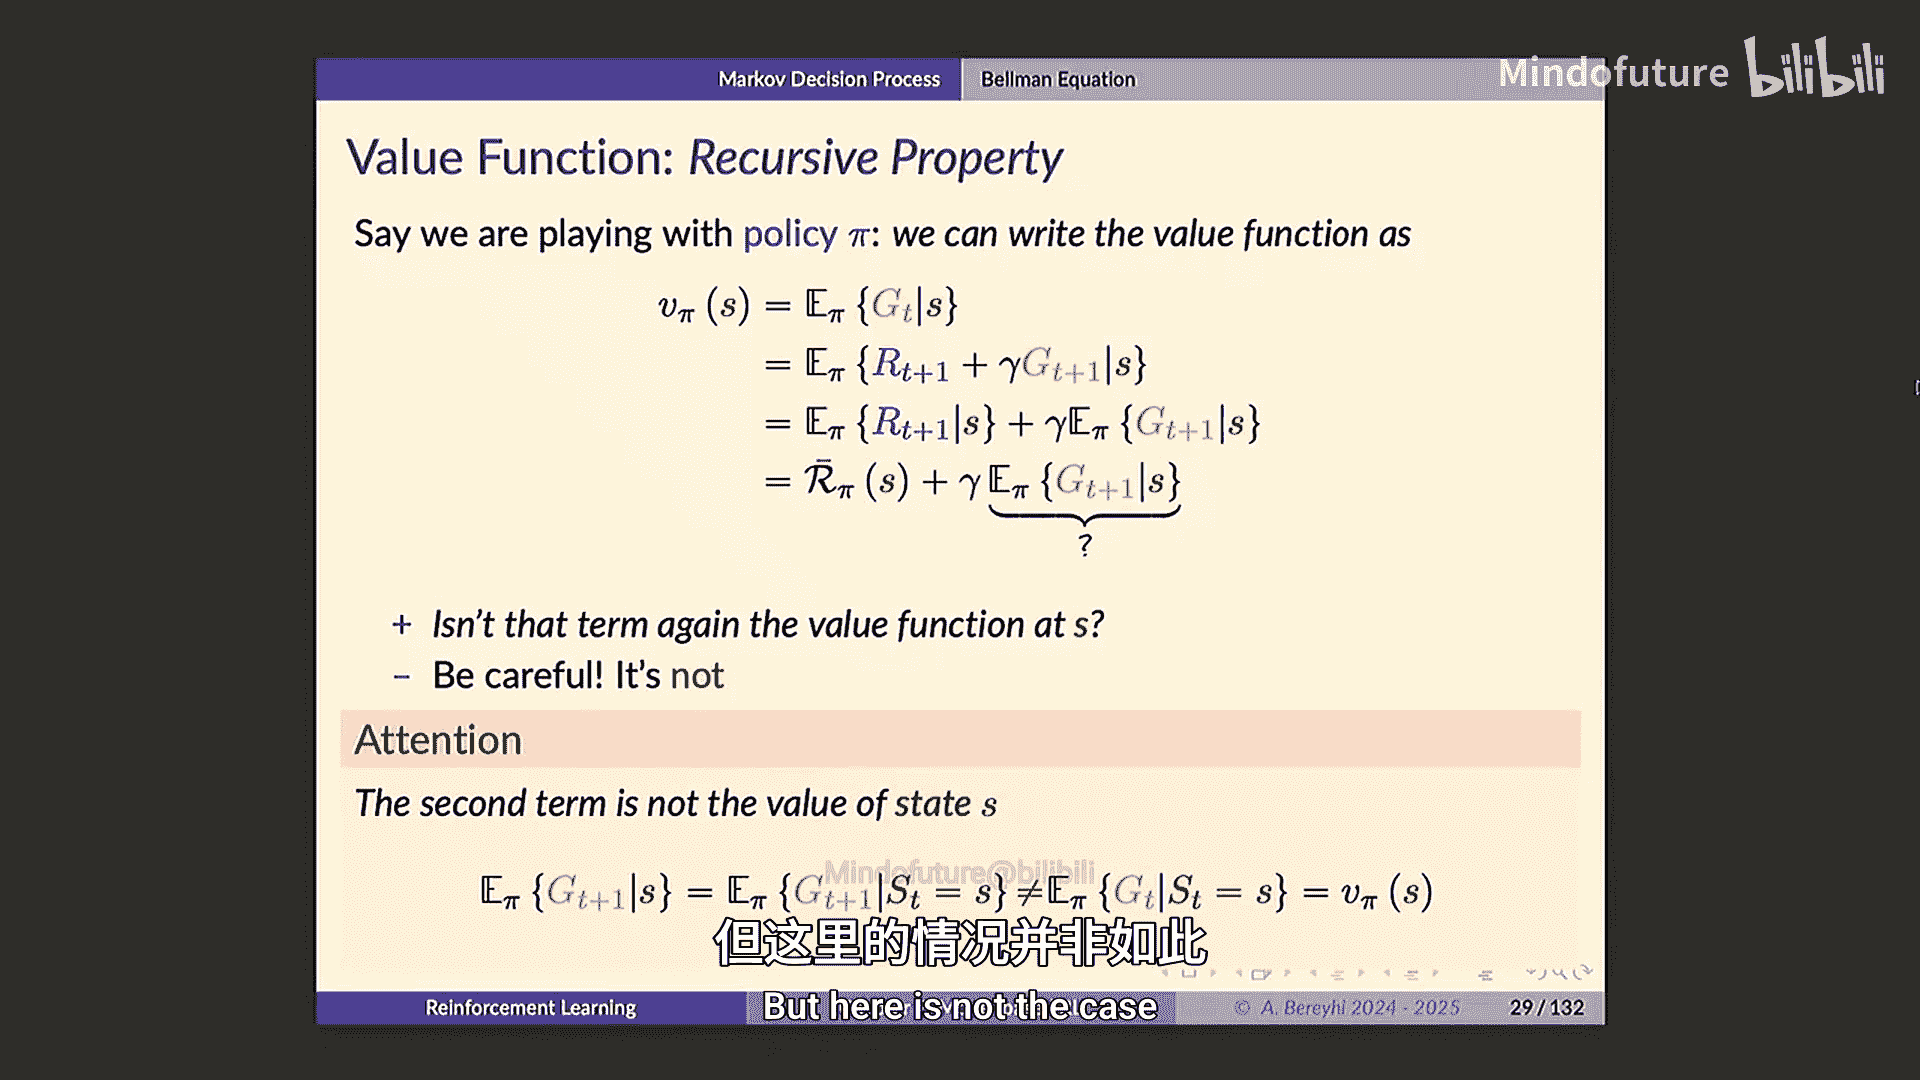 Mindofuture bilibili
Markov Decision Process Bellman Equation
Value Function: Recursive Property
Say we are playing with policy π: we can write the value function as
v_π (s) = 𝔼_π {G_t|s}
= 𝔼_π {R_{t+1} + γG_{t+1}|s}
= 𝔼_π {R_{t+1}|s} + γ𝔼_π {G_{t+1}|s}
= \bar{ℛ}_π (s) + γ 𝔼_π {G_{t+1}|s}
?
+ Isn't that term again the value function at s?
– Be careful! It's not
Attention
The second term is not the value of state s
Mindofuture@bilibili
𝔼_π {G_{t+1}|s} = 𝔼_π {G_{t+1}|S_t = s} ≠ 𝔼_π {G_t|S_t = s} = v_π (s)
但这里的情况并非如此
But here is not the case
Reinforcement Learning © A. Bereyhi 2024 - 2025 29 / 132